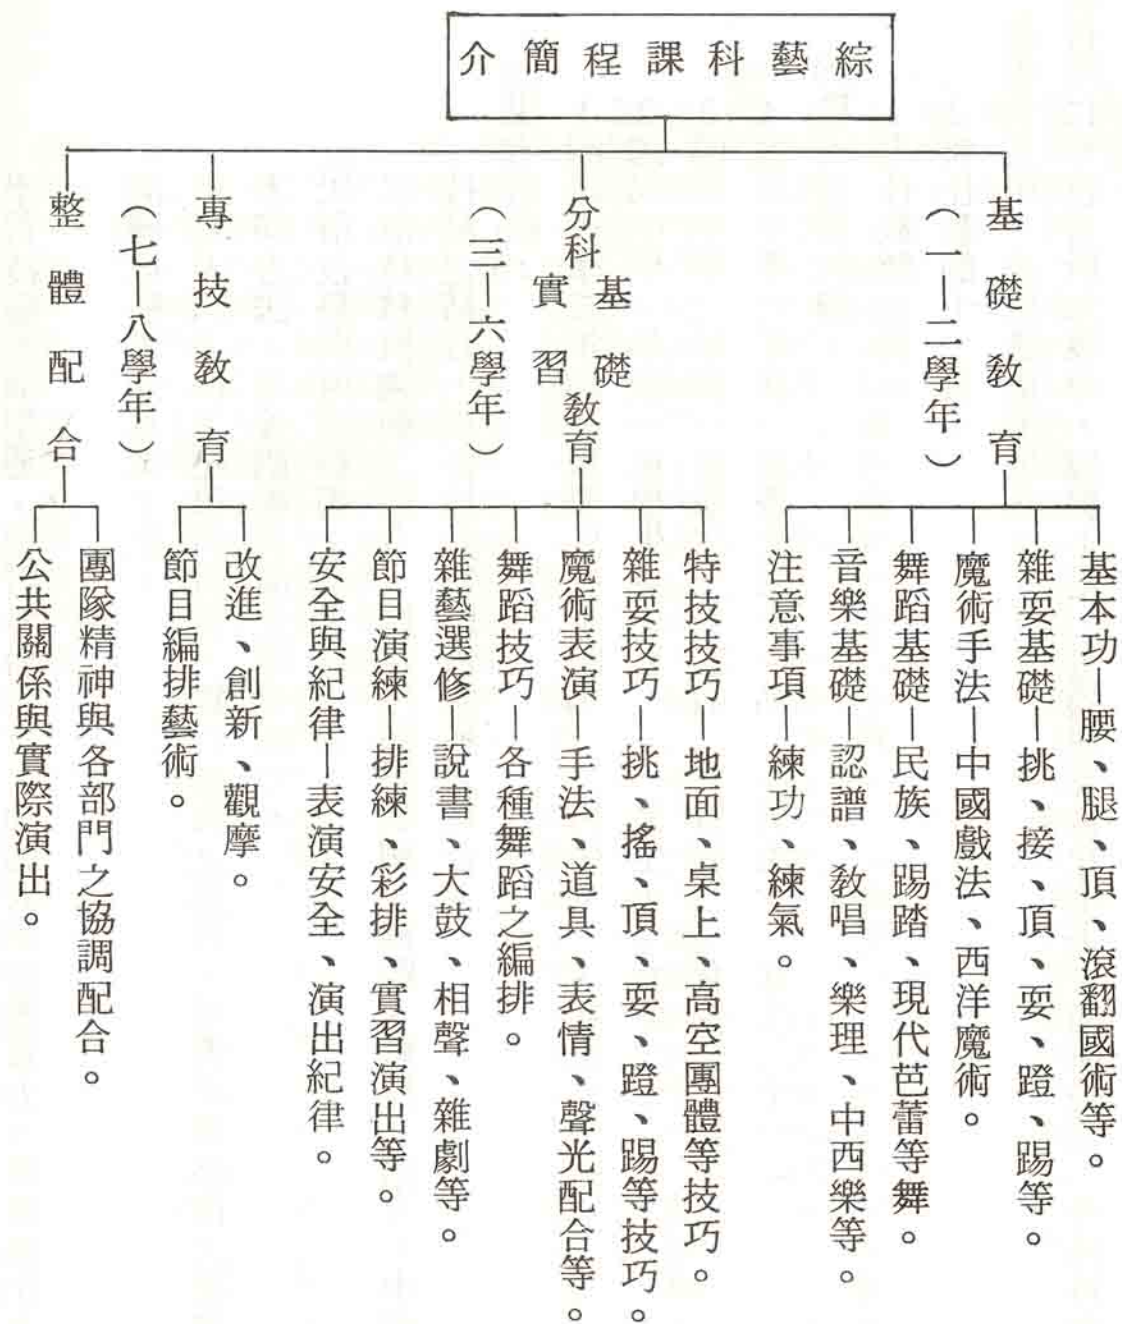 綜藝科課程簡介
基礎教育
（一—二學年）
基本功—腰、腿、頂、滾翻國術等。
雜耍基礎—挑、接、頂、耍、蹬、踢等。
魔術手法—中國戲法、西洋魔術。
舞蹈基礎—民族、踢踏、現代芭蕾等舞。
音樂基礎—認譜、教唱、樂理、中西樂等。
注意事項—練功、練氣。
分科基礎實習教育
（三—六學年）
特技技巧—地面、桌上、高空團體等技巧。
雜耍技巧—挑、搖、頂、耍、蹬、踢等技巧。
魔術表演—手法、道具、表情、聲光配合等。
舞蹈技巧—各種舞蹈之編排。
雜藝選修—說書、大鼓、相聲、雜劇等。
節目演練—排練、彩排、實習演出等。
安全與紀律—表演安全、演出紀律。
專技教育
（七—八學年）
改進、創新、觀摩。
節目編排藝術。
整體配合
團隊精神與各部門之協調配合。
公共關係與實際演出。